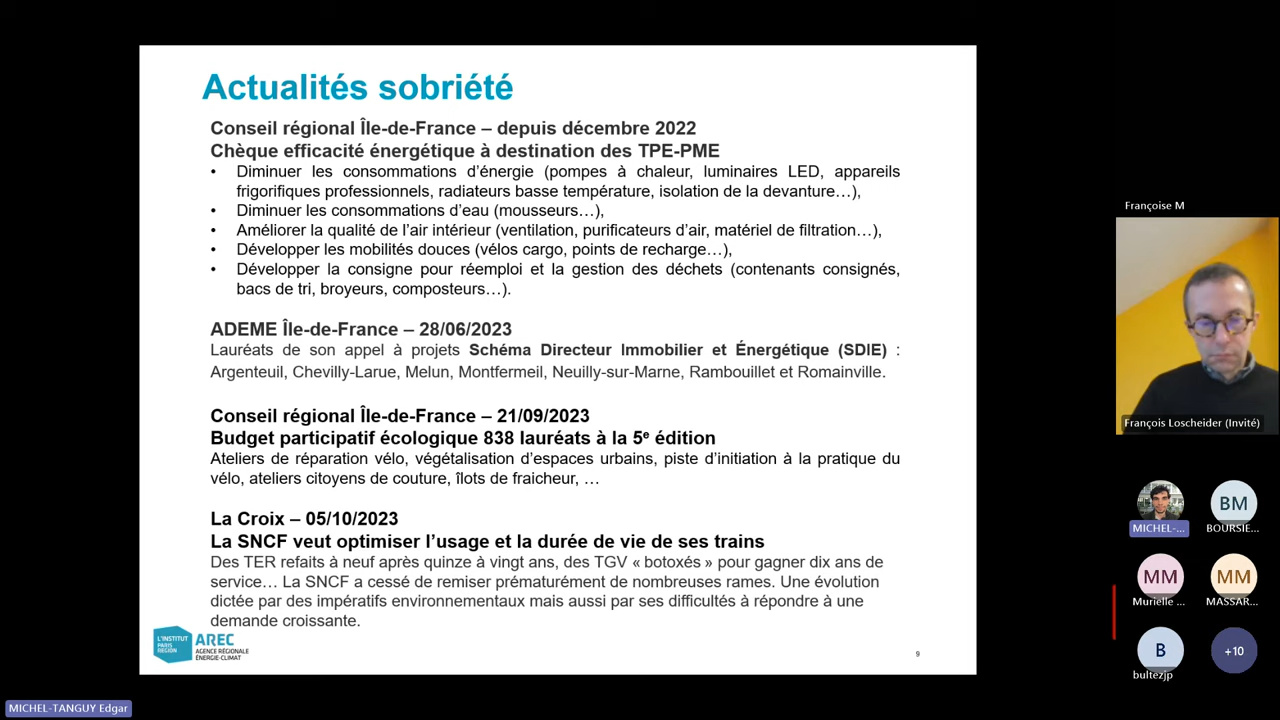 Actualités sobriété
Conseil régional Île-de-France – depuis décembre 2022
Chèque efficacité énergétique à destination des TPE-PME
• Diminuer les consommations d’énergie (pompes à chaleur, luminaires LED, appareils
frigorifiques professionnels, radiateurs basse température, isolation de la devanture…),
• Diminuer les consommations d’eau (mousseurs…),
• Améliorer la qualité de l’air intérieur (ventilation, purificateurs d’air, matériel de filtration…),
• Développer les mobilités douces (vélos cargo, points de recharge…),
• Développer la consigne pour réemploi et la gestion des déchets (contenants consignés,
bacs de tri, broyeurs, composteurs…).
ADEME Île-de-France – 28/06/2023
Lauréats de son appel à projets Schéma Directeur Immobilier et Énergétique (SDIE) :
Argenteuil, Chevilly-Larue, Melun, Montfermeil, Neuilly-sur-Marne, Rambouillet et Romainville.
Conseil régional Île-de-France – 21/09/2023
Budget participatif écologique 838 lauréats à la 5e édition
Ateliers de réparation vélo, végétalisation d’espaces urbains, piste d’initiation à la pratique du
vélo, ateliers citoyens de couture, îlots de fraicheur, …
La Croix – 05/10/2023
La SNCF veut optimiser l’usage et la durée de vie de ses trains
Des TER refaits à neuf après quinze à vingt ans, des TGV « botoxés » pour gagner dix ans de
service… La SNCF a cessé de remiser prématurément de nombreuses rames. Une évolution
dictée par des impératifs environnementaux mais aussi par ses difficultés à répondre à une
demande croissante.
L’INSTITUT
PARIS
REGION
AREC
AGENCE RÉGIONALE
ÉNERGIE-CLIMAT
9
Françoise M
François Loscheider (Invité)
MICHEL-...
BM
BOURSIE...
MM
Murielle ...
MM
MASSAR...
B
bultezjp
+10
MICHEL-TANGUY Edgar